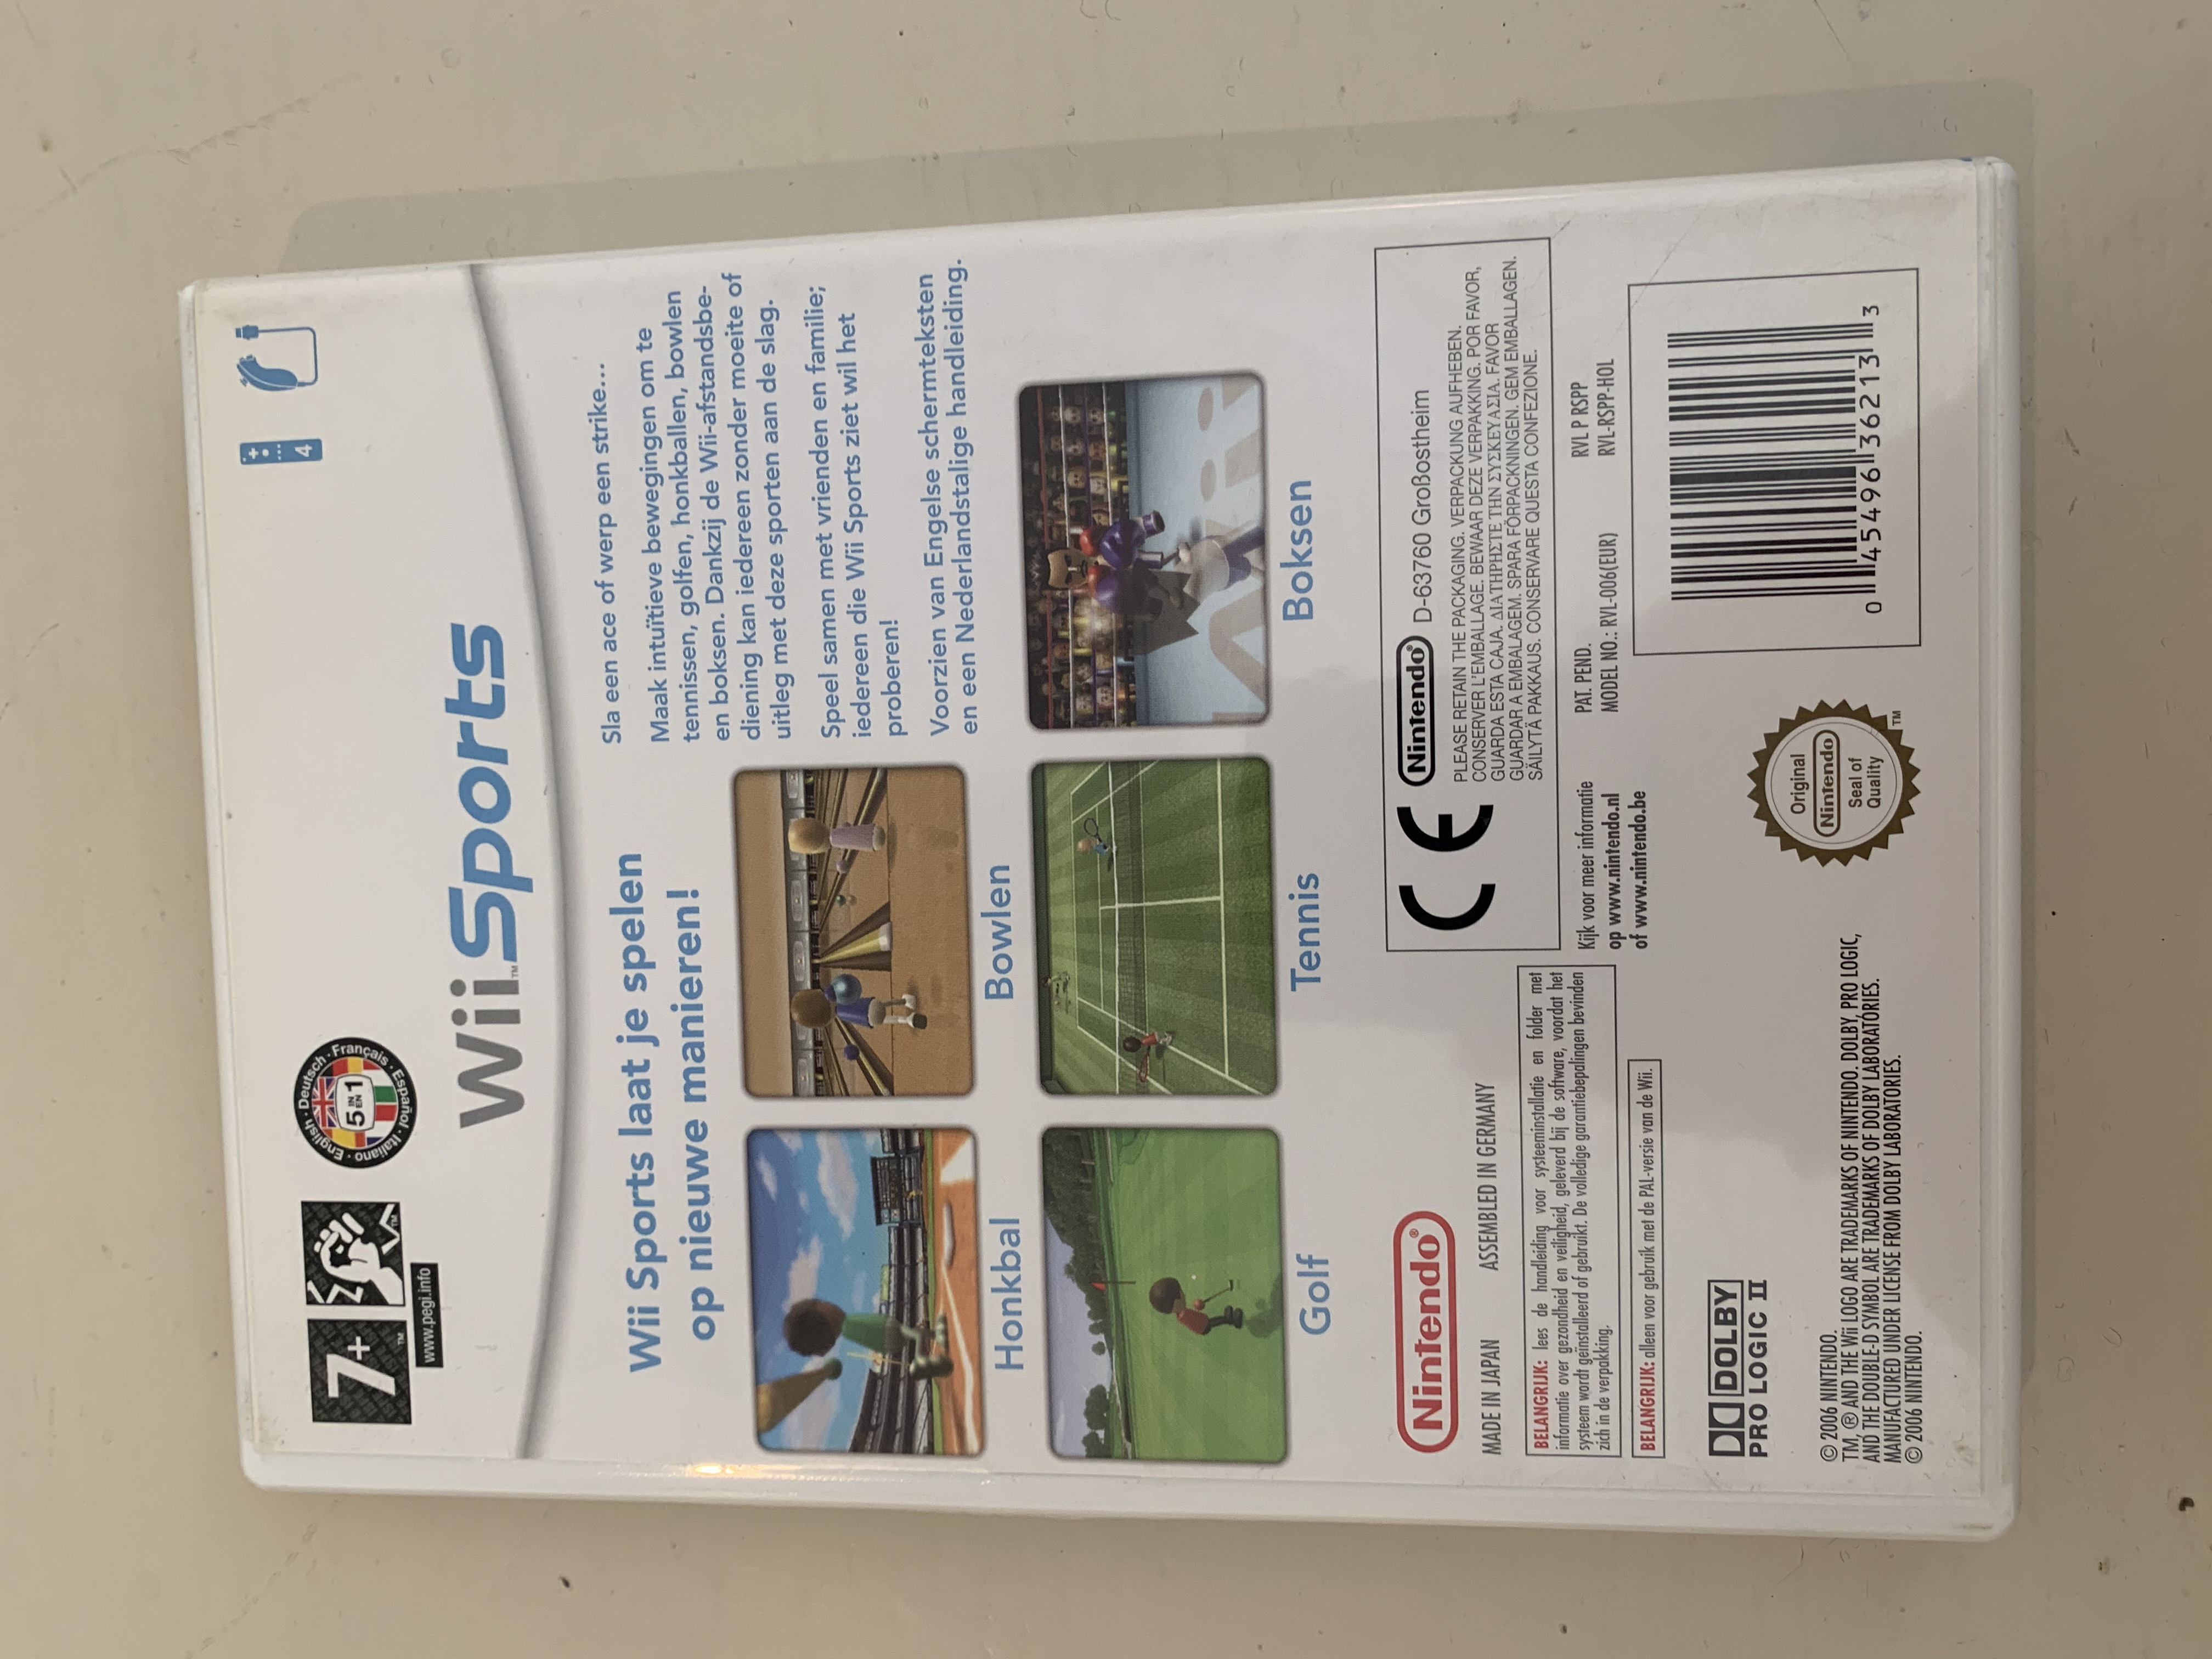 4
7+
TM
TM
www.pegi.info
English · Deutsch · Français · Español · Italiano ·
5 IN EN 1
Wii™ Sports
Wii Sports laat je spelen
op nieuwe manieren!
Honkbal
Bowlen
Golf
Tennis
Boksen
Sla een ace of werp een strike...
Maak intuïtieve bewegingen om te
tennissen, golfen, honkballen, bowlen
en boksen. Dankzij de Wii-afstandsbe-
diening kan iedereen zonder moeite of
uitleg met deze sporten aan de slag.
Speel samen met vrienden en familie;
iedereen die Wii Sports ziet wil het
proberen!
Voorzien van Engelse schermteksten
en een Nederlandstalige handleiding.
Wii
Nintendo®
MADE IN JAPAN ASSEMBLED IN GERMANY
BELANGRIJK: lees de handleiding voor systeeminstallatie en folder met
informatie over gezondheid en veiligheid, geleverd bij de software, voordat het
systeem wordt geïnstalleerd of gebruikt. De volledige garantiebepalingen bevinden
zich in de verpakking.
BELANGRIJK: alleen voor gebruik met de PAL-versie van de Wii.
CE Nintendo® D-63760 Großostheim
PLEASE RETAIN THE PACKAGING. VERPACKUNG AUFHEBEN.
CONSERVER L'EMBALLAGE. BEWAAR DEZE VERPAKKING. POR FAVOR,
GUARDA ESTA CAJA. ΔΙΑΤΗΡΗΣΤΕ ΤΗΝ ΣΥΣΚΕΥΑΣΙΑ. FAVOR
GUARDAR A EMBALAGEM. SPARA FÖRPACKNINGEN. GEM EMBALLAGEN.
SÄILYTÄ PAKKAUS. CONSERVARE QUESTA CONFEZIONE.
Kijk voor meer informatie
op www.nintendo.nl
of www.nintendo.be
PAT. PEND.
MODEL NO.: RVL-006(EUR)
RVL P RSPP
RVL-RSPP-HOL
DOLBY
PRO LOGIC II
© 2006 NINTENDO.
TM, ® AND THE Wii LOGO ARE TRADEMARKS OF NINTENDO. DOLBY, PRO LOGIC,
AND THE DOUBLE-D SYMBOL ARE TRADEMARKS OF DOLBY LABORATORIES.
MANUFACTURED UNDER LICENSE FROM DOLBY LABORATORIES.
© 2006 NINTENDO.
Original
Nintendo
Seal of
Quality
TM
0 45496 36213 3